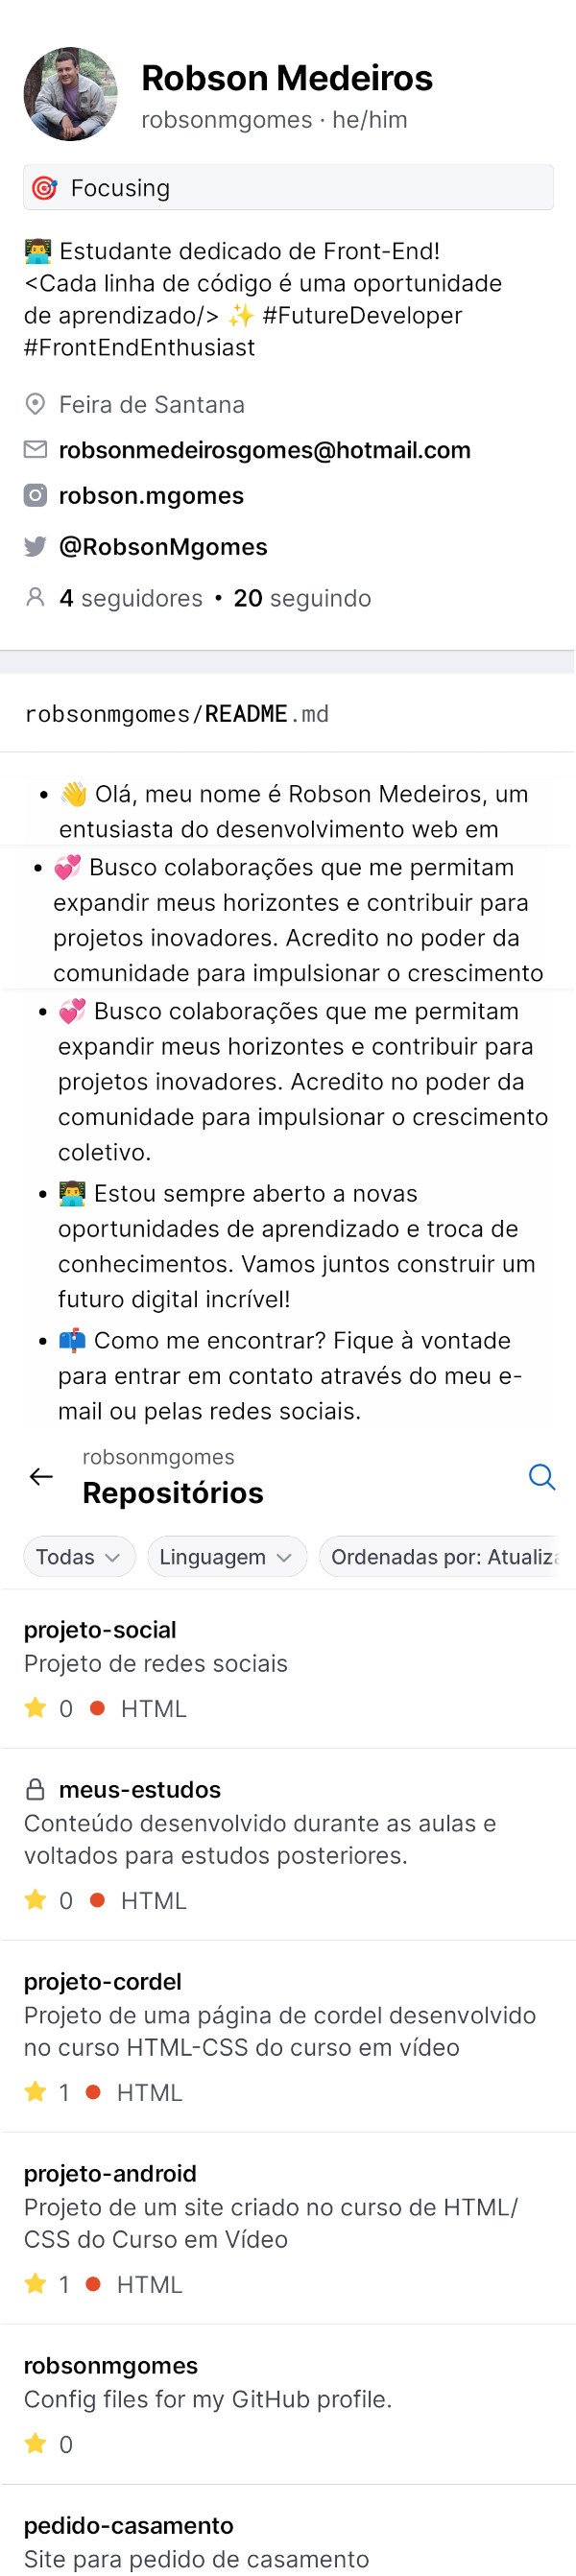 Robson Medeiros
robsonmgomes · he/him
🎯 Focusing
👨‍💻 Estudante dedicado de Front-End!
<Cada linha de código é uma oportunidade
de aprendizado/> ✨ #FutureDeveloper
#FrontEndEnthusiast
Feira de Santana
robsonmedeirosgomes@hotmail.com
robson.mgomes
@RobsonMgomes
4 seguidores • 20 seguindo
robsonmgomes/README.md
• 👋 Olá, meu nome é Robson Medeiros, um
entusiasta do desenvolvimento web em
• 💞 Busco colaborações que me permitam
expandir meus horizontes e contribuir para
projetos inovadores. Acredito no poder da
comunidade para impulsionar o crescimento
• 💞 Busco colaborações que me permitam
expandir meus horizontes e contribuir para
projetos inovadores. Acredito no poder da
comunidade para impulsionar o crescimento
coletivo.
• 👨‍💻 Estou sempre aberto a novas
oportunidades de aprendizado e troca de
conhecimentos. Vamos juntos construir um
futuro digital incrível!
• 📫 Como me encontrar? Fique à vontade
para entrar em contato através do meu e-
mail ou pelas redes sociais.
robsonmgomes
Repositórios
Todas Linguagem Ordenadas por: Atualiza
projeto-social
Projeto de redes sociais
0 HTML
meus-estudos
Conteúdo desenvolvido durante as aulas e
voltados para estudos posteriores.
0 HTML
projeto-cordel
Projeto de uma página de cordel desenvolvido
no curso HTML-CSS do curso em vídeo
1 HTML
projeto-android
Projeto de um site criado no curso de HTML/
CSS do Curso em Vídeo
1 HTML
robsonmgomes
Config files for my GitHub profile.
0
pedido-casamento
Site para pedido de casamento